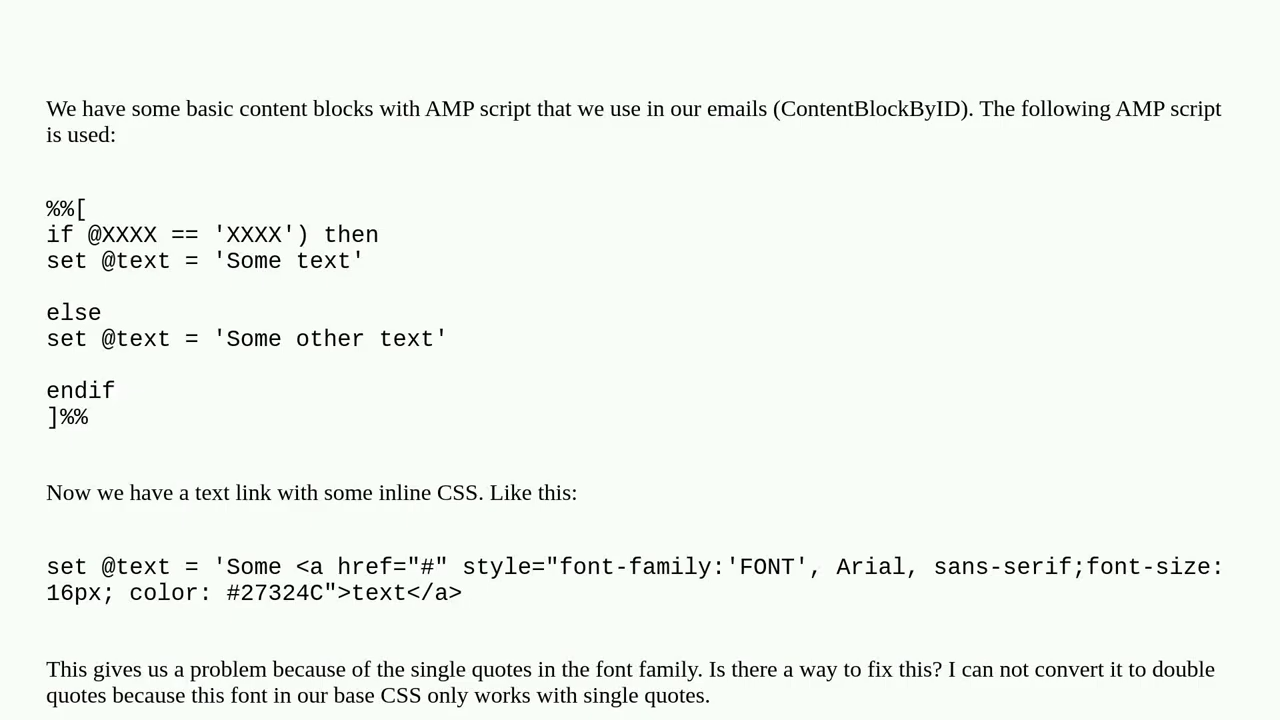 We have some basic content blocks with AMP script that we use in our emails (ContentBlockByID). The following AMP script
is used:
%%[
if @XXXX == 'XXXX') then
set @text = 'Some text'
else
set @text = 'Some other text'
endif
]%%
Now we have a text link with some inline CSS. Like this:
set @text = 'Some <a href="#" style="font-family:'FONT', Arial, sans-serif;font-size:
16px; color: #27324C">text</a>
This gives us a problem because of the single quotes in the font family. Is there a way to fix this? I can not convert it to double
quotes because this font in our base CSS only works with single quotes.